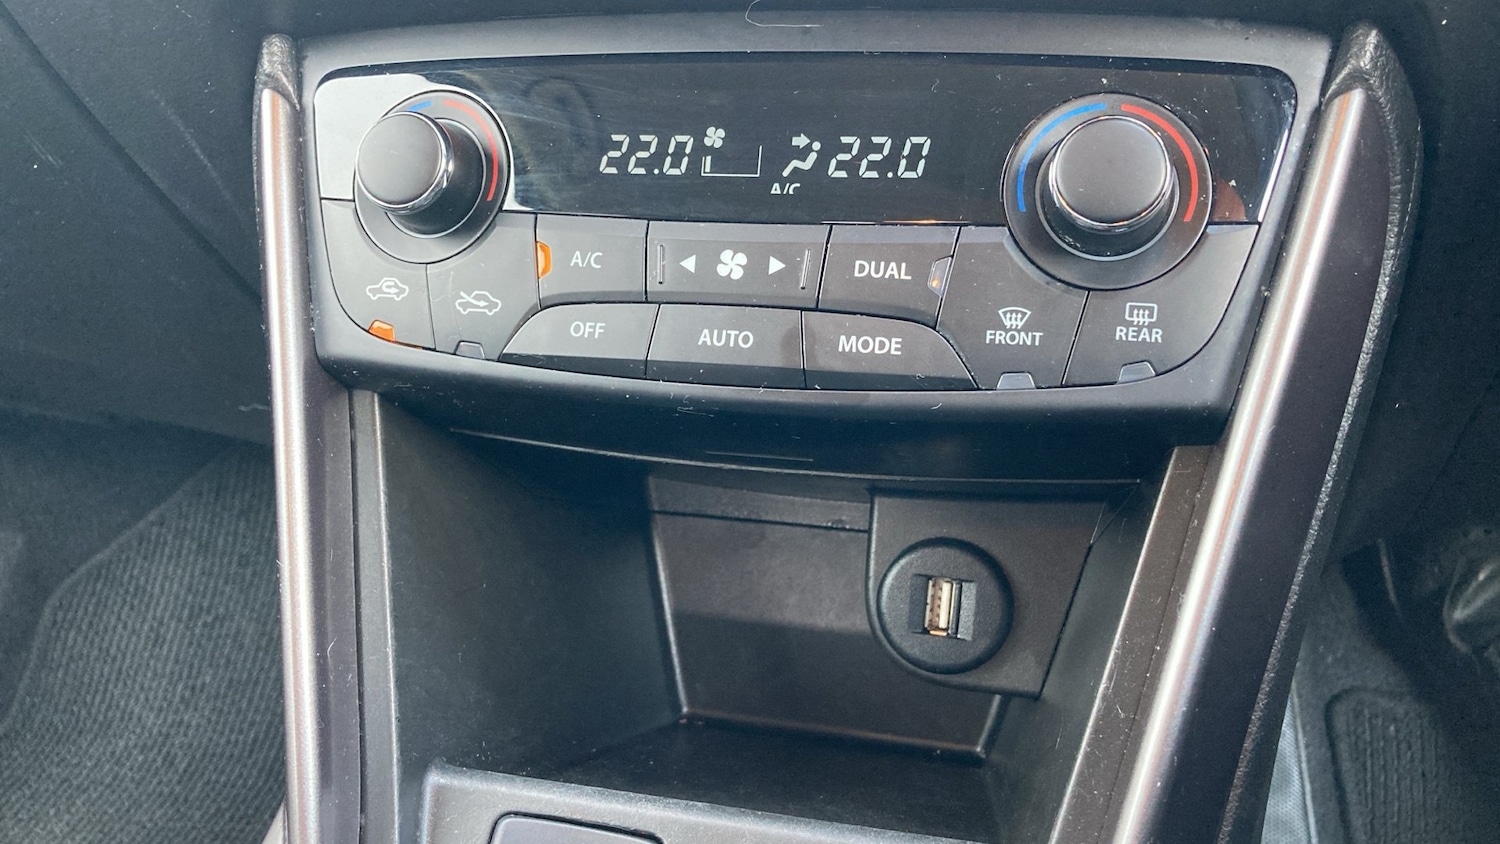 22.0 22.0
A/C
A/C DUAL
OFF AUTO MODE FRONT REAR